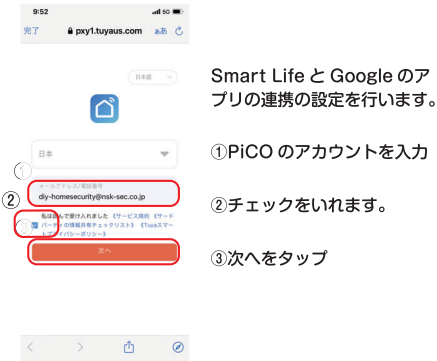 9:52
5G
完了
pxy1.tuyaus.com
ぁあ
日本語
日本
①
メールアドレス/電話番号
diy-homesecurity@nsk-sec.co.jp
②
私は読んで受け入れました 《サービス規約 《サード
パーティの情報共有チェックリスト》 《Tuyaスマー
トプライバシーポリシー》
③
次へ
Smart Life と Google のア
プリの連携の設定を行います。
①PiCO のアカウントを入力
②チェックをいれます。
③次へをタップ